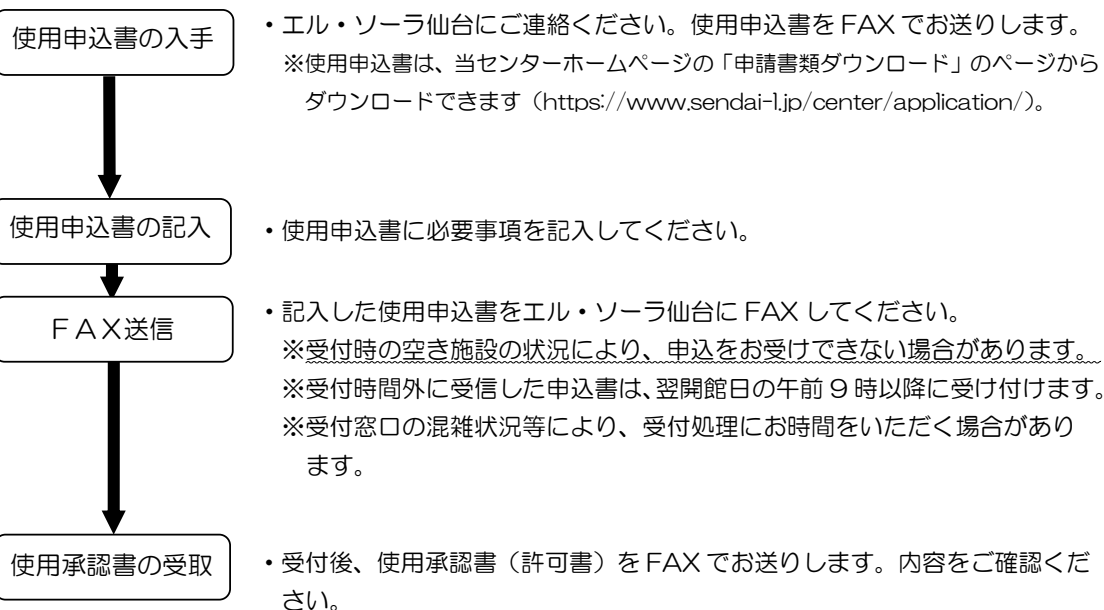 使用申込書の入手
・エル・ソーラ仙台にご連絡ください。使用申込書をFAXでお送りします。
※使用申込書は、当センターホームページの「申請書類ダウンロード」のページから
ダウンロードできます（https://www.sendai-l.jp/center/application/）。
使用申込書の記入
・使用申込書に必要事項を記入してください。
ＦＡＸ送信
・記入した使用申込書をエル・ソーラ仙台にFAXしてください。
※受付時の空き施設の状況により、申込をお受けできない場合があります。
※受付時間外に受信した申込書は、翌開館日の午前9時以降に受け付けます。
※受付窓口の混雑状況等により、受付処理にお時間をいただく場合があり
ます。
使用承認書の受取
・受付後、使用承認書（許可書）をFAXでお送りします。内容をご確認くだ
さい。